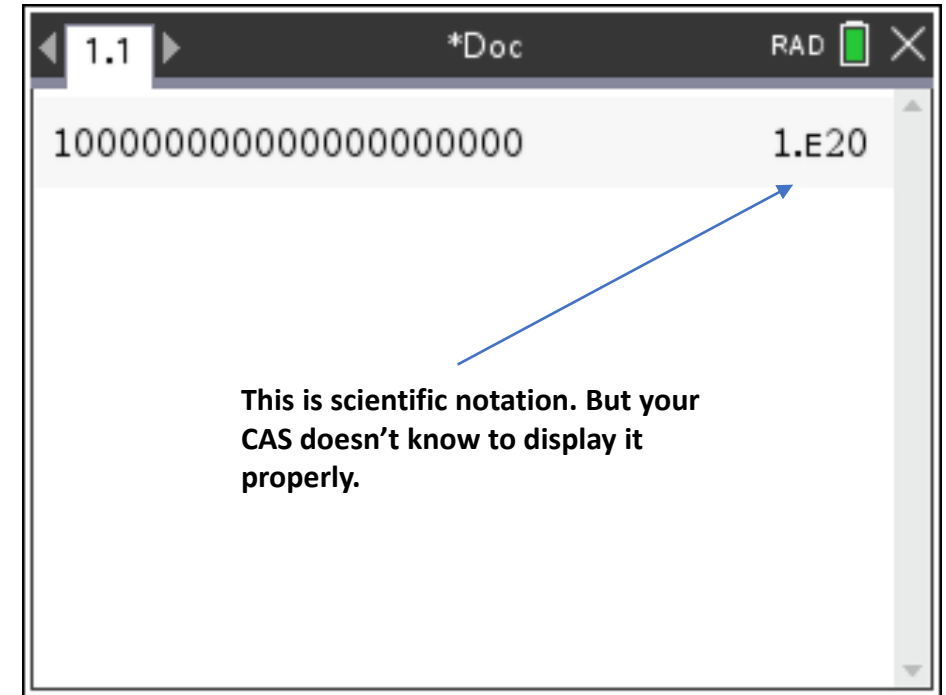 1.1 *Doc RAD
100000000000000000000 1.E20
This is scientific notation. But your
CAS doesn’t know to display it
properly.